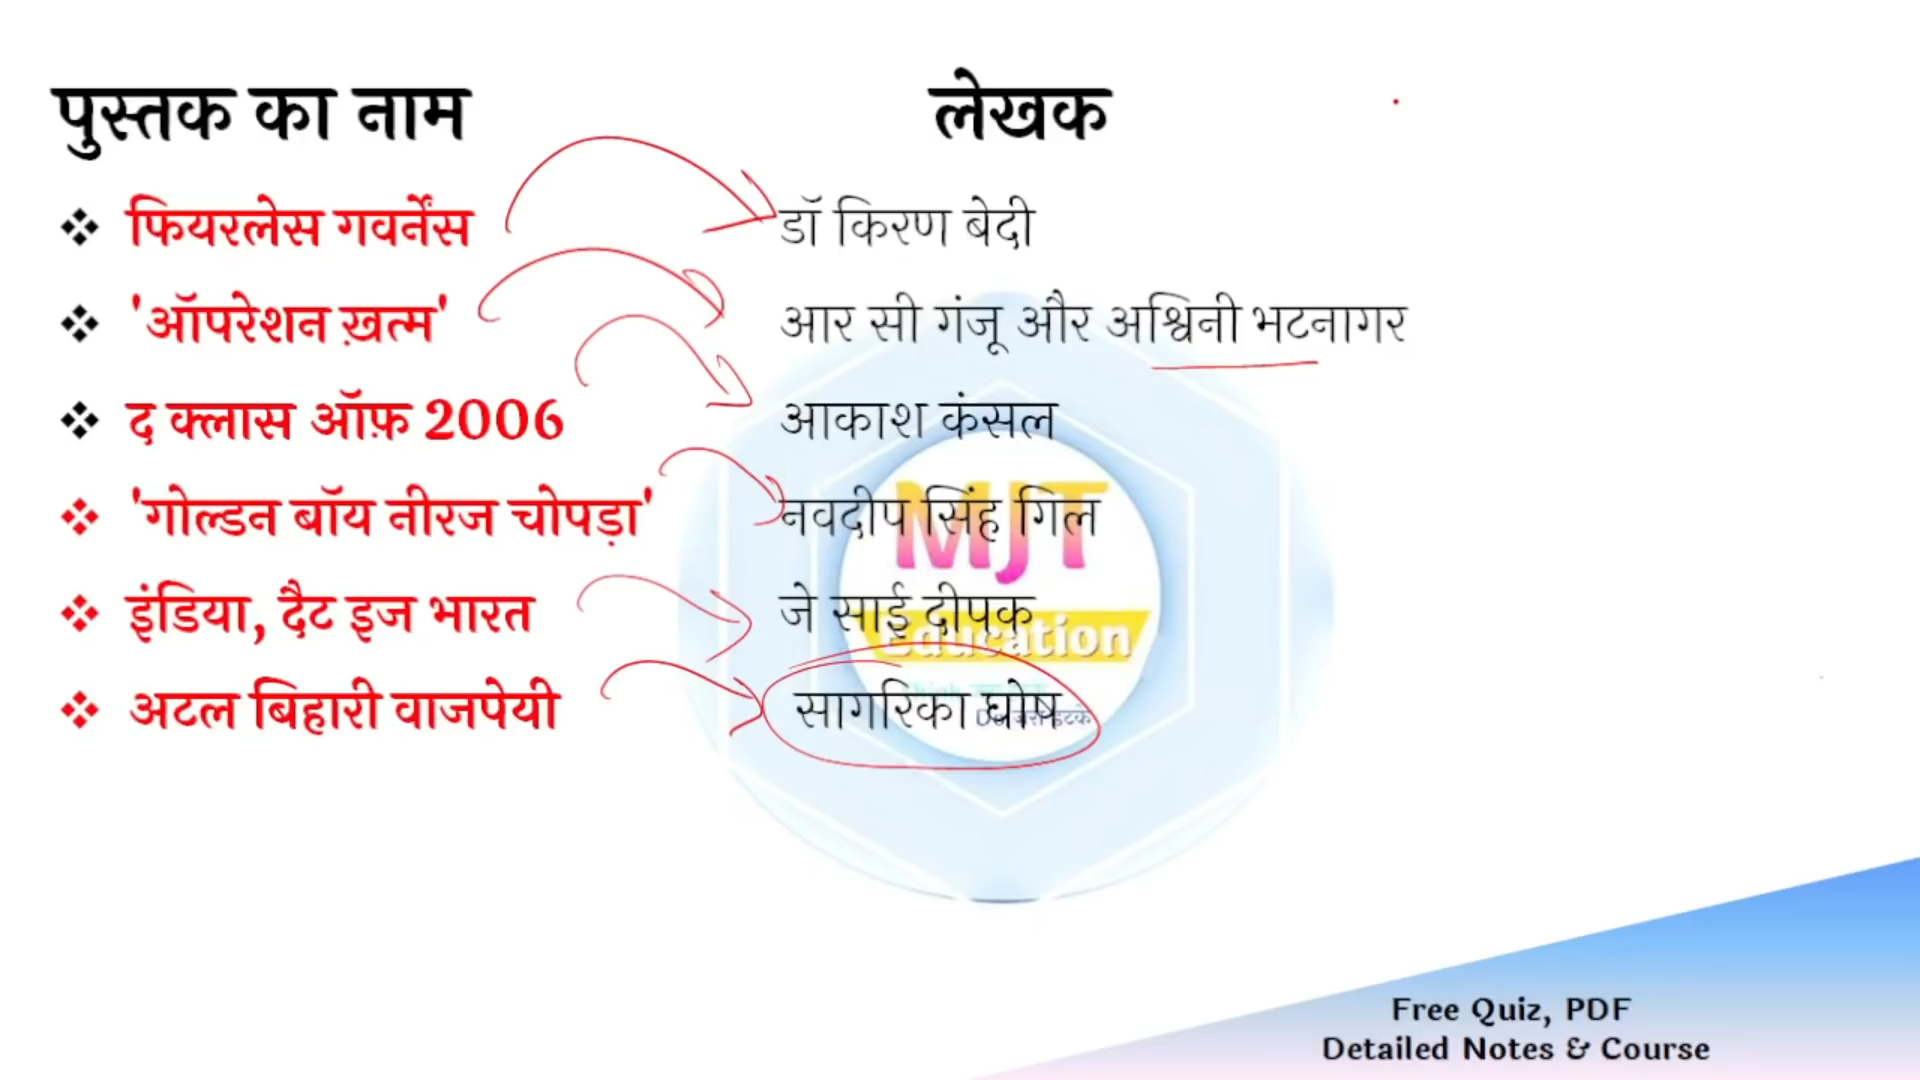 पुस्तक का नाम लेखक
फियरलेस गवर्नेंस डॉ किरण बेदी
'ऑपरेशन ख़त्म' आर सी गंजू और अश्विनी भटनागर
द क्लास ऑफ़ 2006 आकाश कंसल
'गोल्डन बॉय नीरज चोपड़ा' नवदीप सिंह गिल
MJT
इंडिया, दैट इज भारत जे साई दीपक
Education
अटल बिहारी वाजपेयी सागरिका घोष
Free Quiz, PDF
Detailed Notes & Course